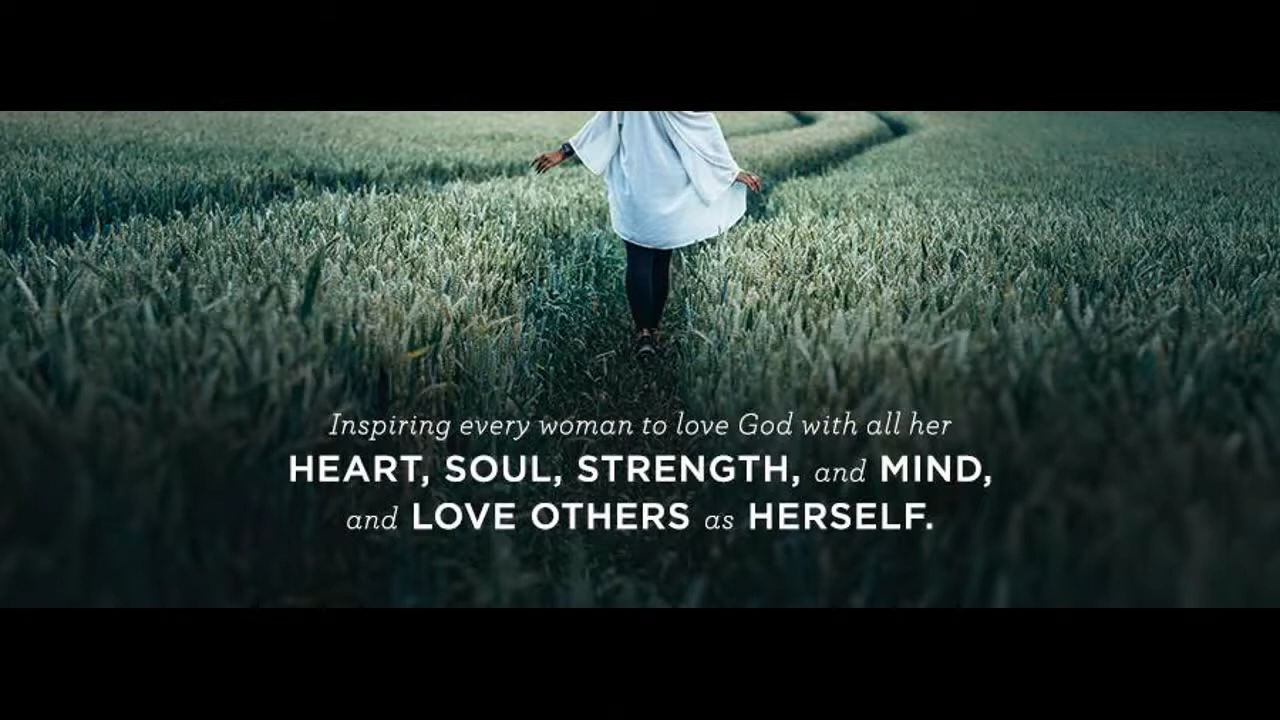 Inspiring every woman to love God with all her
HEART, SOUL, STRENGTH, and MIND,
and LOVE OTHERS as HERSELF.